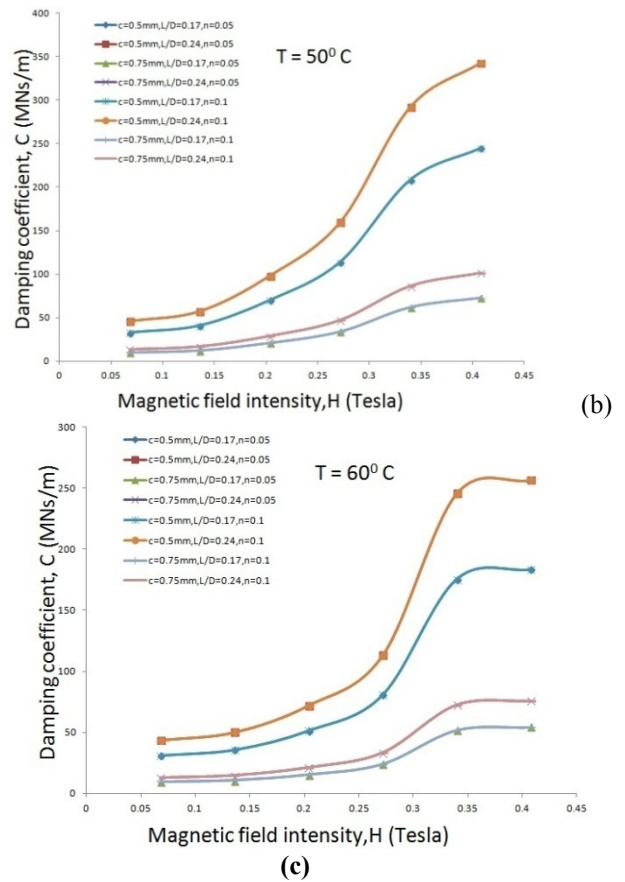 400
350
300
250
200
150
100
50
0
Damping coefficient, C (MNs/m)
c=0.5mm,L/D=0.17,n=0.05
c=0.5mm,L/D=0.24,n=0.05
c=0.75mm,L/D=0.17,n=0.05
c=0.75mm,L/D=0.24,n=0.05
c=0.5mm,L/D=0.17,n=0.1
c=0.5mm,L/D=0.24,n=0.1
c=0.75mm,L/D=0.17,n=0.1
c=0.75mm,L/D=0.24,n=0.1
T = 50⁰ C
0 0.05 0.1 0.15 0.2 0.25 0.3 0.35 0.4 0.45
Magnetic field intensity,H (Tesla)
(b)
300
250
200
150
100
50
0
Damping coefficient, C (MNs/m)
c=0.5mm,L/D=0.17,n=0.05
c=0.5mm,L/D=0.24,n=0.05
c=0.75mm,L/D=0.17,n=0.05
c=0.75mm,L/D=0.24,n=0.05
c=0.5mm,L/D=0.17,n=0.1
c=0.5mm,L/D=0.24,n=0.1
c=0.75mm,L/D=0.17,n=0.1
c=0.75mm,L/D=0.24,n=0.1
T = 60⁰ C
0 0.05 0.1 0.15 0.2 0.25 0.3 0.35 0.4 0.45
Magnetic field intensity,H (Tesla)
(c)